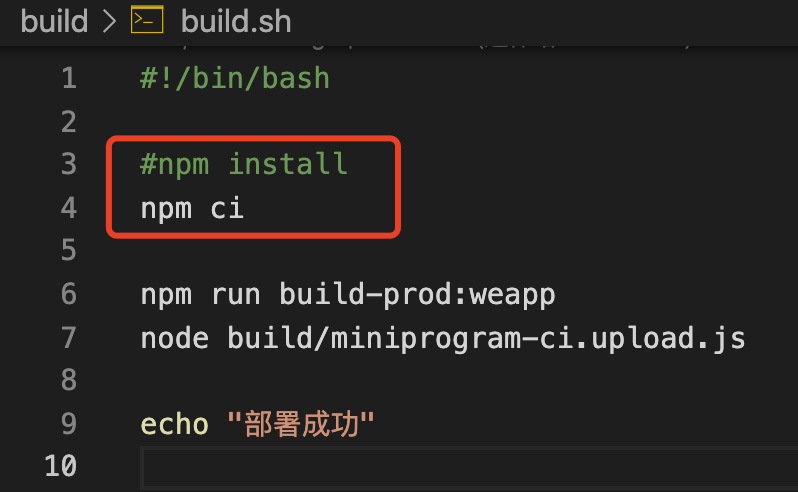 build > build.sh
1 #!/bin/bash
2
3 #npm install
4 npm ci
5
6 npm run build-prod:weapp
7 node build/miniprogram-ci.upload.js
8
9 echo "部署成功"
10